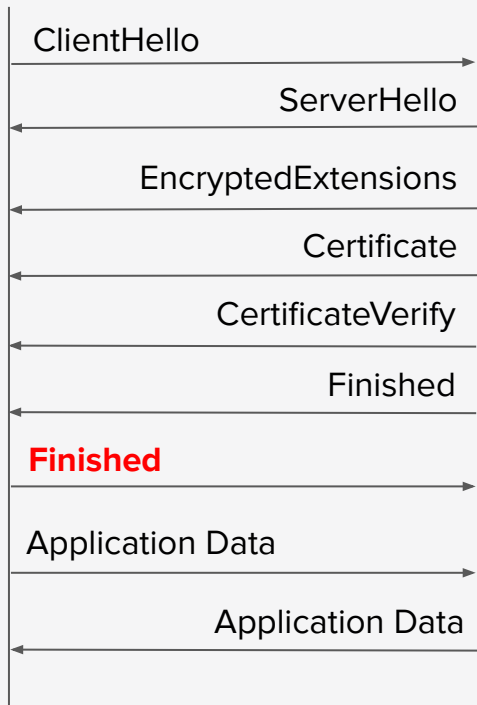 ClientHello
ServerHello
EncryptedExtensions
Certificate
CertificateVerify
Finished
Finished
Application Data
Application Data